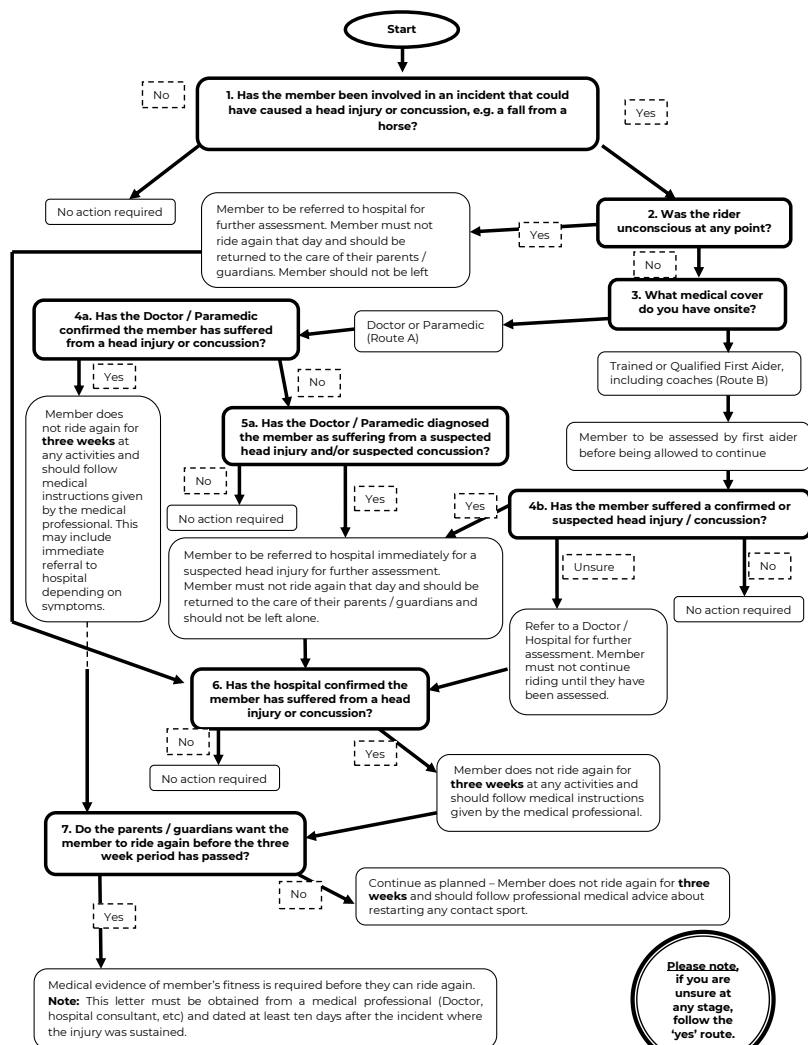 Start
No
1. Has the member been involved in an incident that could
have caused a head injury or concussion, e.g. a fall from a
horse?
Yes
No action required
Member to be referred to hospital for
further assessment. Member must not
ride again that day and should be
returned to the care of their parents /
guardians. Member should not be left
Yes
2. Was the rider
unconscious at any point?
No
3. What medical cover
do you have onsite?
4a. Has the Doctor / Paramedic
confirmed the member has suffered
from a head injury or concussion?
Doctor or Paramedic
(Route A)
Trained or Qualified First Aider,
including coaches (Route B)
Yes
No
Member does
not ride again for
three weeks at
any activities and
should follow
medical
instructions given
by the medical
professional. This
may include
immediate
referral to
hospital
depending on
symptoms.
5a. Has the Doctor / Paramedic diagnosed
the member as suffering from a suspected
head injury and/or suspected concussion?
Member to be assessed by first aider
before being allowed to continue
No
Yes
Yes
No action required
4b. Has the member suffered a confirmed or
suspected head injury / concussion?
Member to be referred to hospital immediately for a
suspected head injury for further assessment.
Member must not ride again that day and should be
returned to the care of their parents / guardians and
should not be left alone.
Unsure
No
No action required
Refer to a Doctor /
Hospital for further
assessment. Member
must not continue
riding until they have
been assessed.
6. Has the hospital confirmed the
member has suffered from a head
injury or concussion?
No
Yes
No action required
Member does not ride again for
three weeks at any activities and
should follow medical instructions
given by the medical professional.
7. Do the parents / guardians want the
member to ride again before the three
week period has passed?
No
Continue as planned – Member does not ride again for three
weeks and should follow professional medical advice about
restarting any contact sport.
Yes
Medical evidence of member's fitness is required before they can ride again.
Note: This letter must be obtained from a medical professional (Doctor,
hospital consultant, etc) and dated at least ten days after the incident where
the injury was sustained.
Please note,
if you are
unsure at
any stage,
follow the
'yes' route.